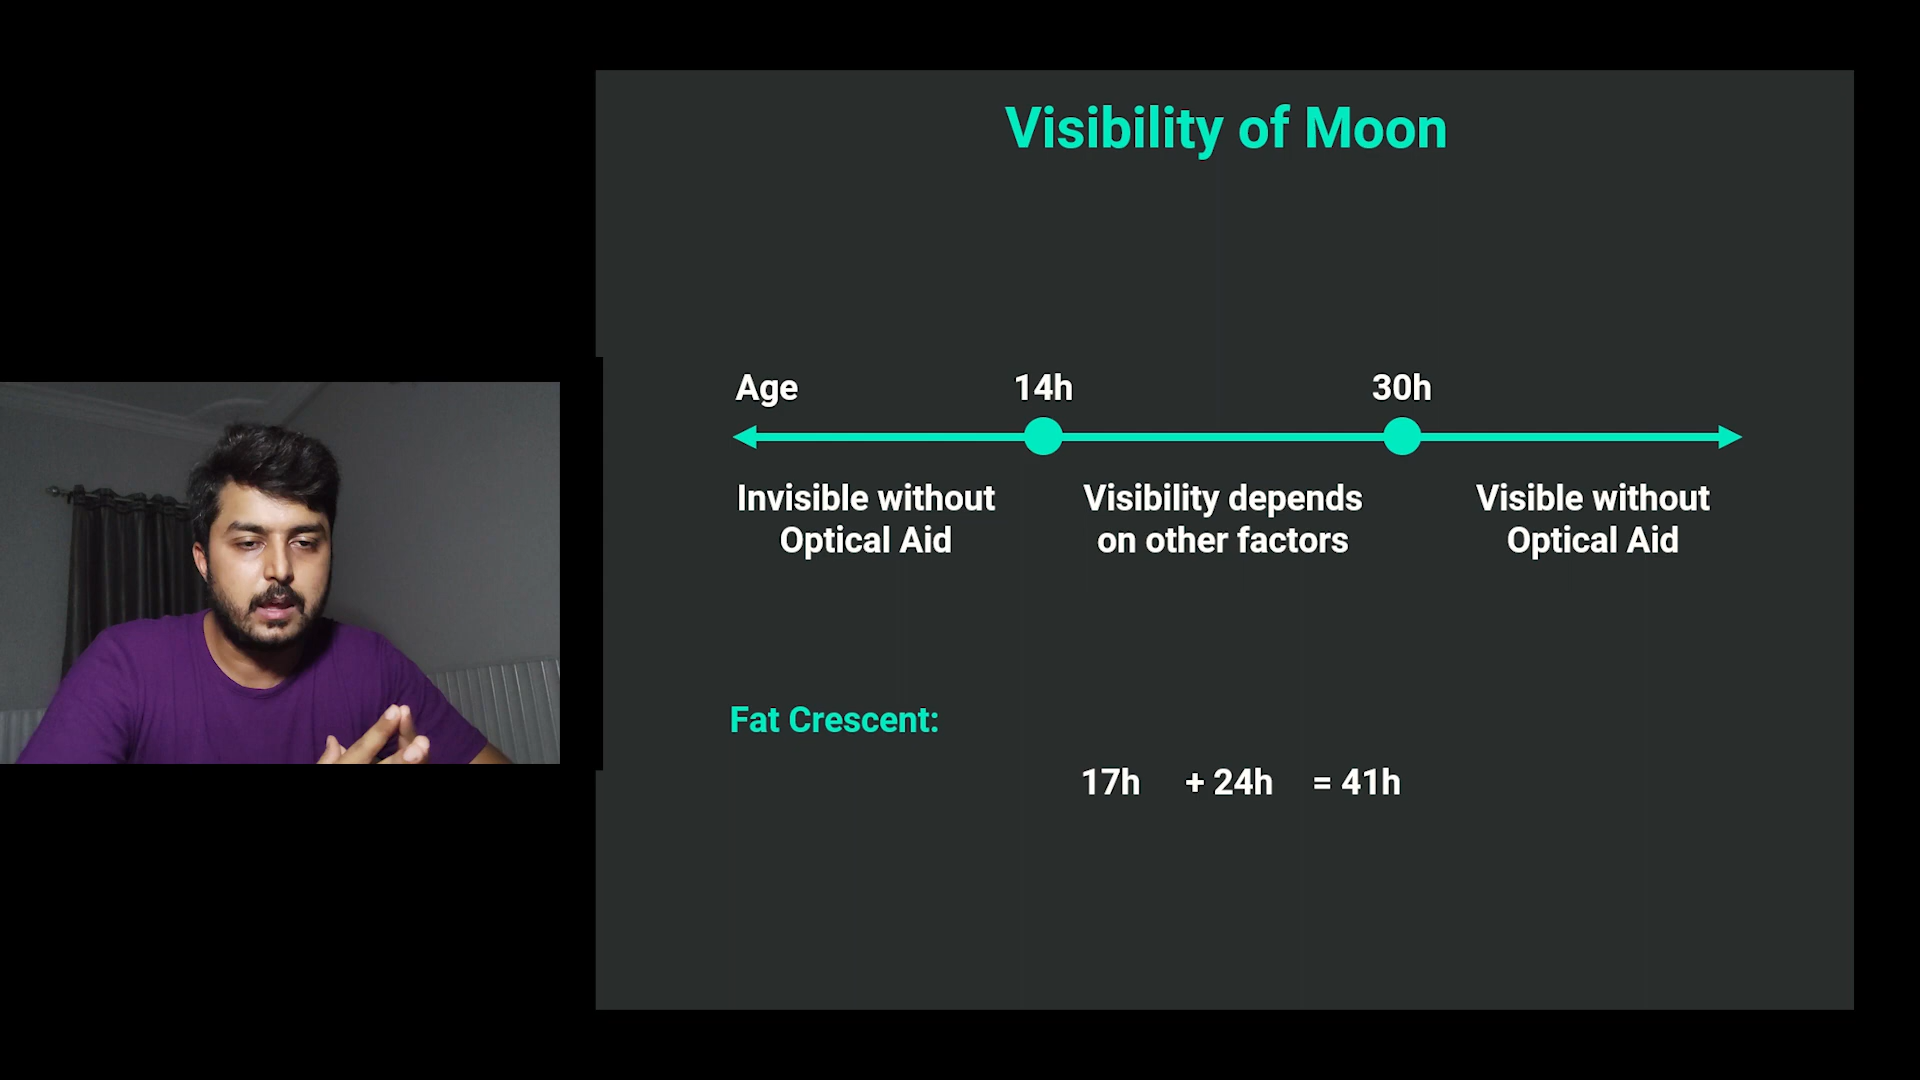 Visibility of Moon
Age 14h 30h
Invisible without
Optical Aid
Visibility depends
on other factors
Visible without
Optical Aid
Fat Crescent:
17h + 24h = 41h